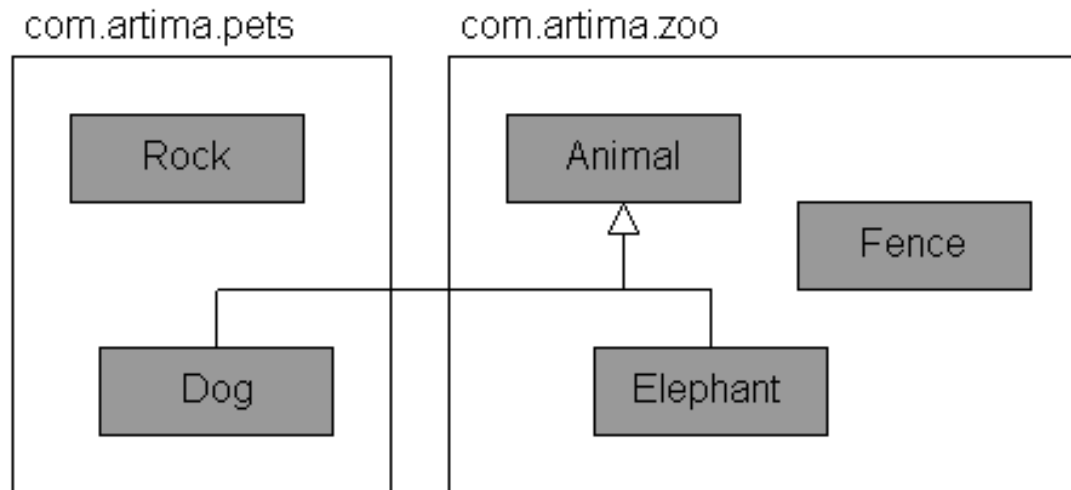 com.artima.pets
com.artima.zoo
Rock
Animal
Fence
Dog
Elephant